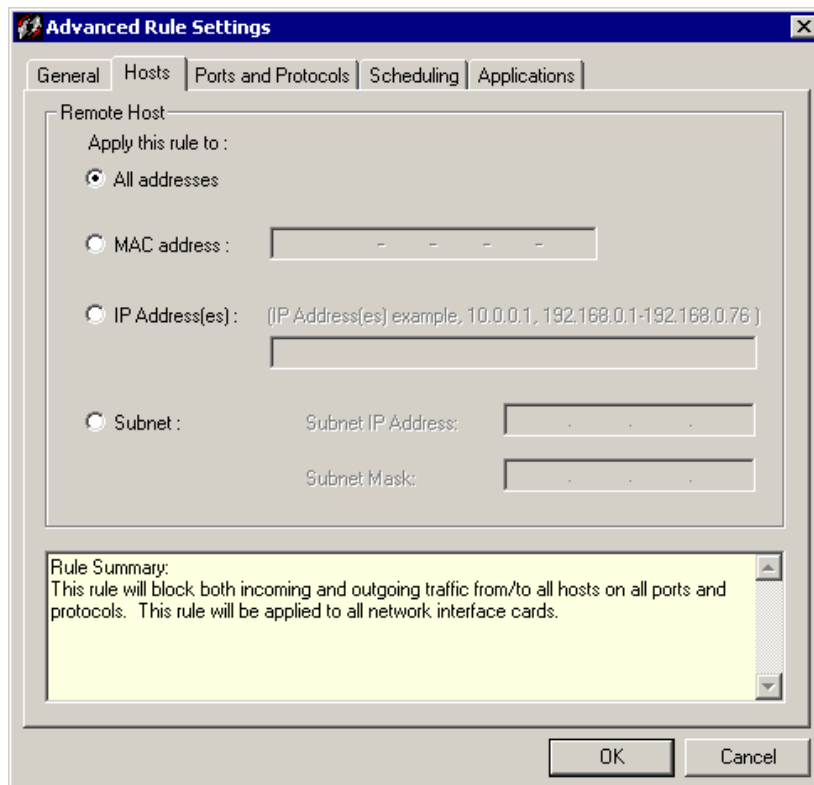 Advanced Rule Settings
General Hosts Ports and Protocols Scheduling Applications
Remote Host
Apply this rule to :
All addresses
MAC address : - - - -
IP Address(es) : (IP Address(es) example, 10.0.0.1, 192.168.0.1-192.168.0.76 )
Subnet : Subnet IP Address: . . .
Subnet Mask: . . .
Rule Summary:
This rule will block both incoming and outgoing traffic from/to all hosts on all ports and
protocols. This rule will be applied to all network interface cards.
OK Cancel